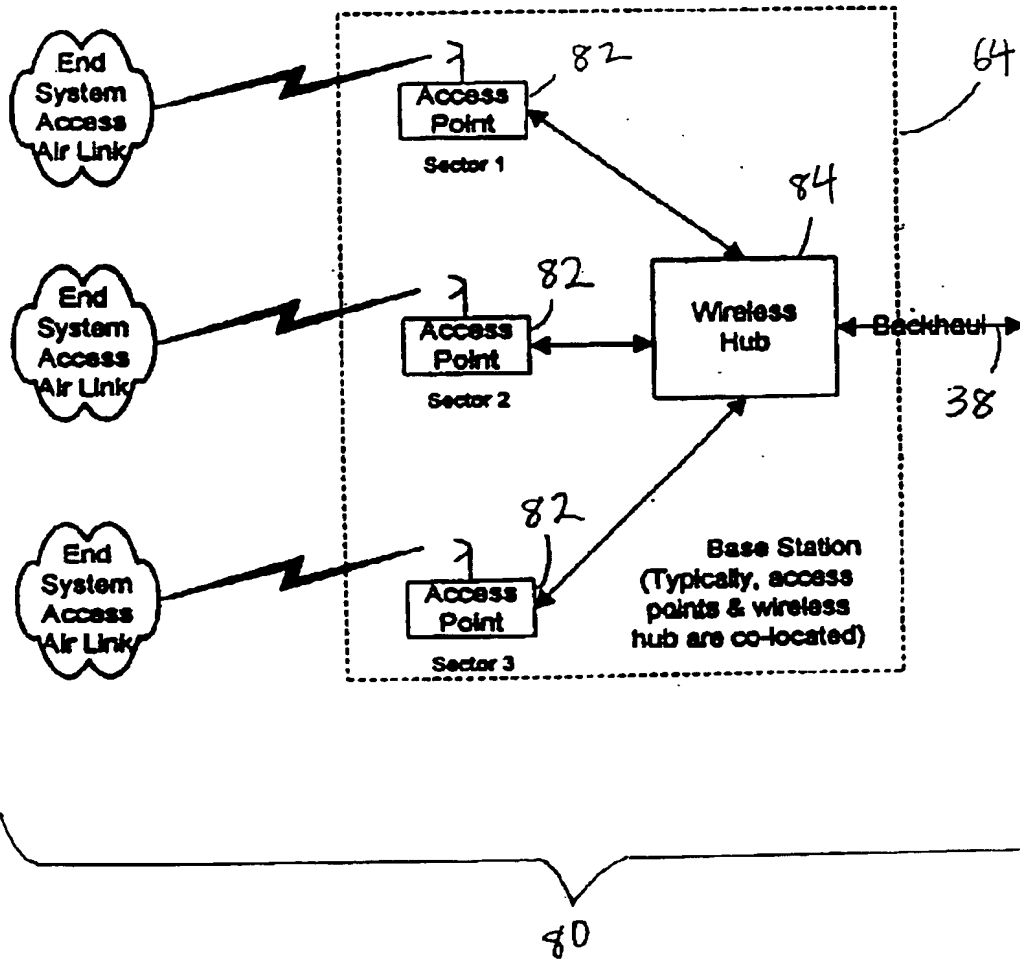 End
System
Access
Air Link
Access
Point
Sector 1
82
64
84
End
System
Access
Air Link
Access
Point
Sector 2
82
Wireless
Hub
Backhaul
38
End
System
Access
Air Link
Access
Point
Sector 3
82
Base Station
(Typically, access
points & wireless
hub are co-located)
80